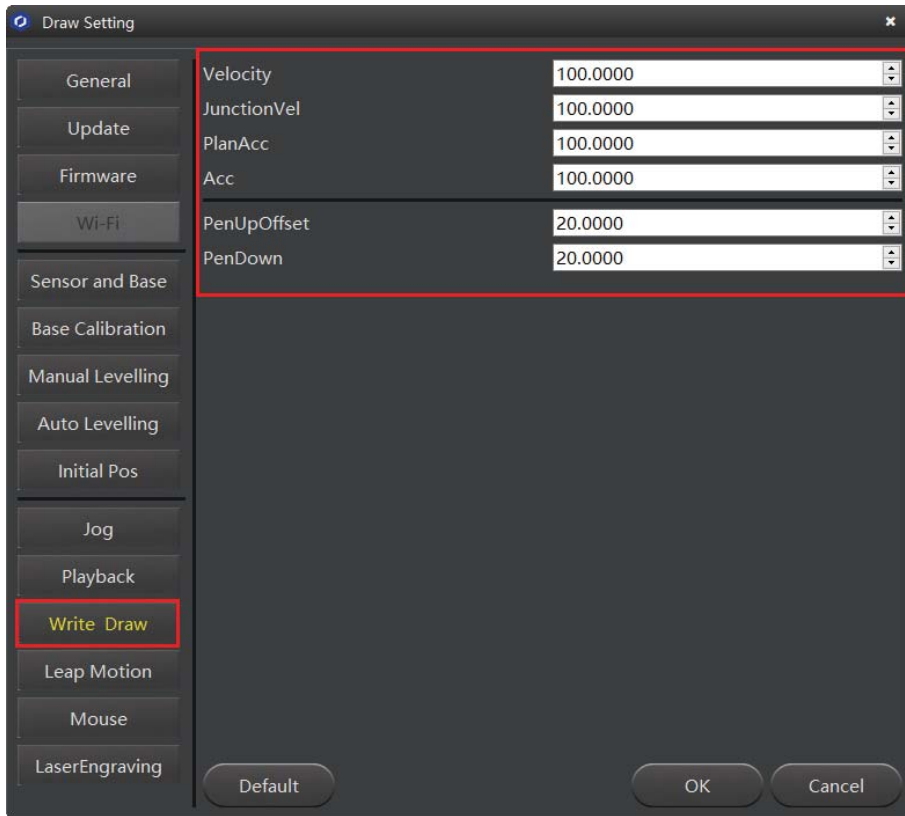 Draw Setting
General
Update
Firmware
Wi-Fi
Sensor and Base
Base Calibration
Manual Levelling
Auto Levelling
Initial Pos
Jog
Playback
Write Draw
Leap Motion
Mouse
LaserEngraving
Velocity 100.0000
JunctionVel 100.0000
PlanAcc 100.0000
Acc 100.0000
PenUpOffset 20.0000
PenDown 20.0000
Default OK Cancel